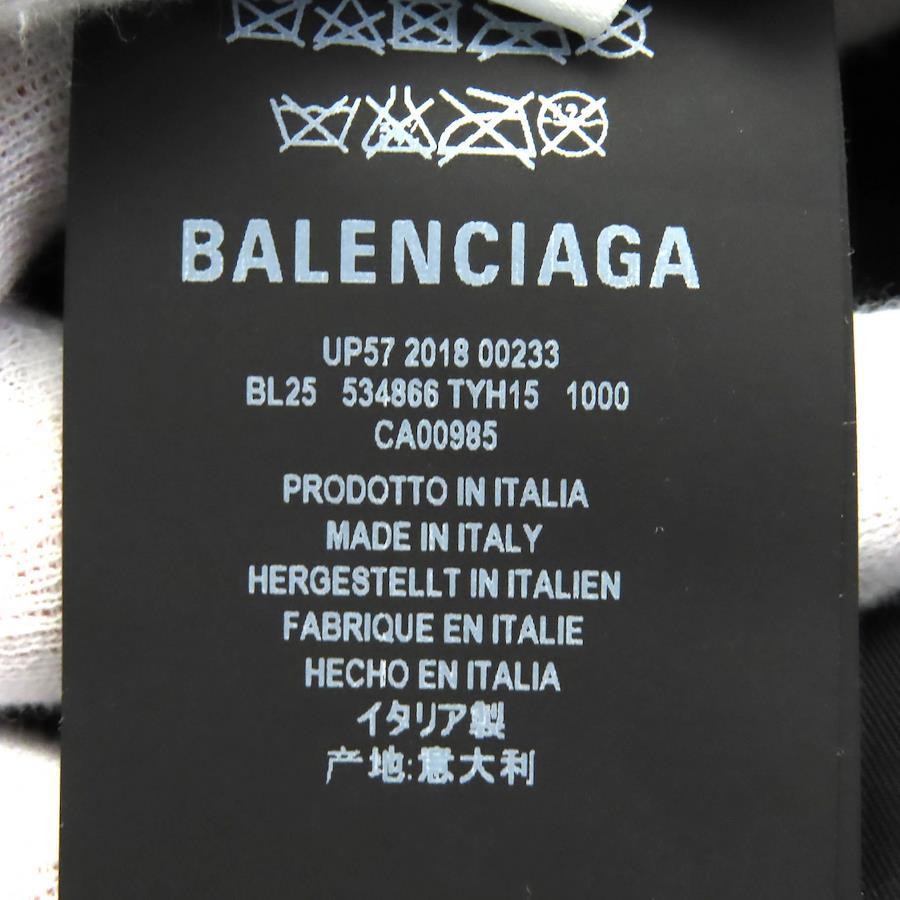 BALENCIAGA
UP57 2018 00233
BL25 534866 TYH15 1000
CA00985
PRODOTTO IN ITALIA
MADE IN ITALY
HERGESTELLT IN ITALIEN
FABRIQUE EN ITALIE
HECHO EN ITALIA
イタリア製
产地:意大利